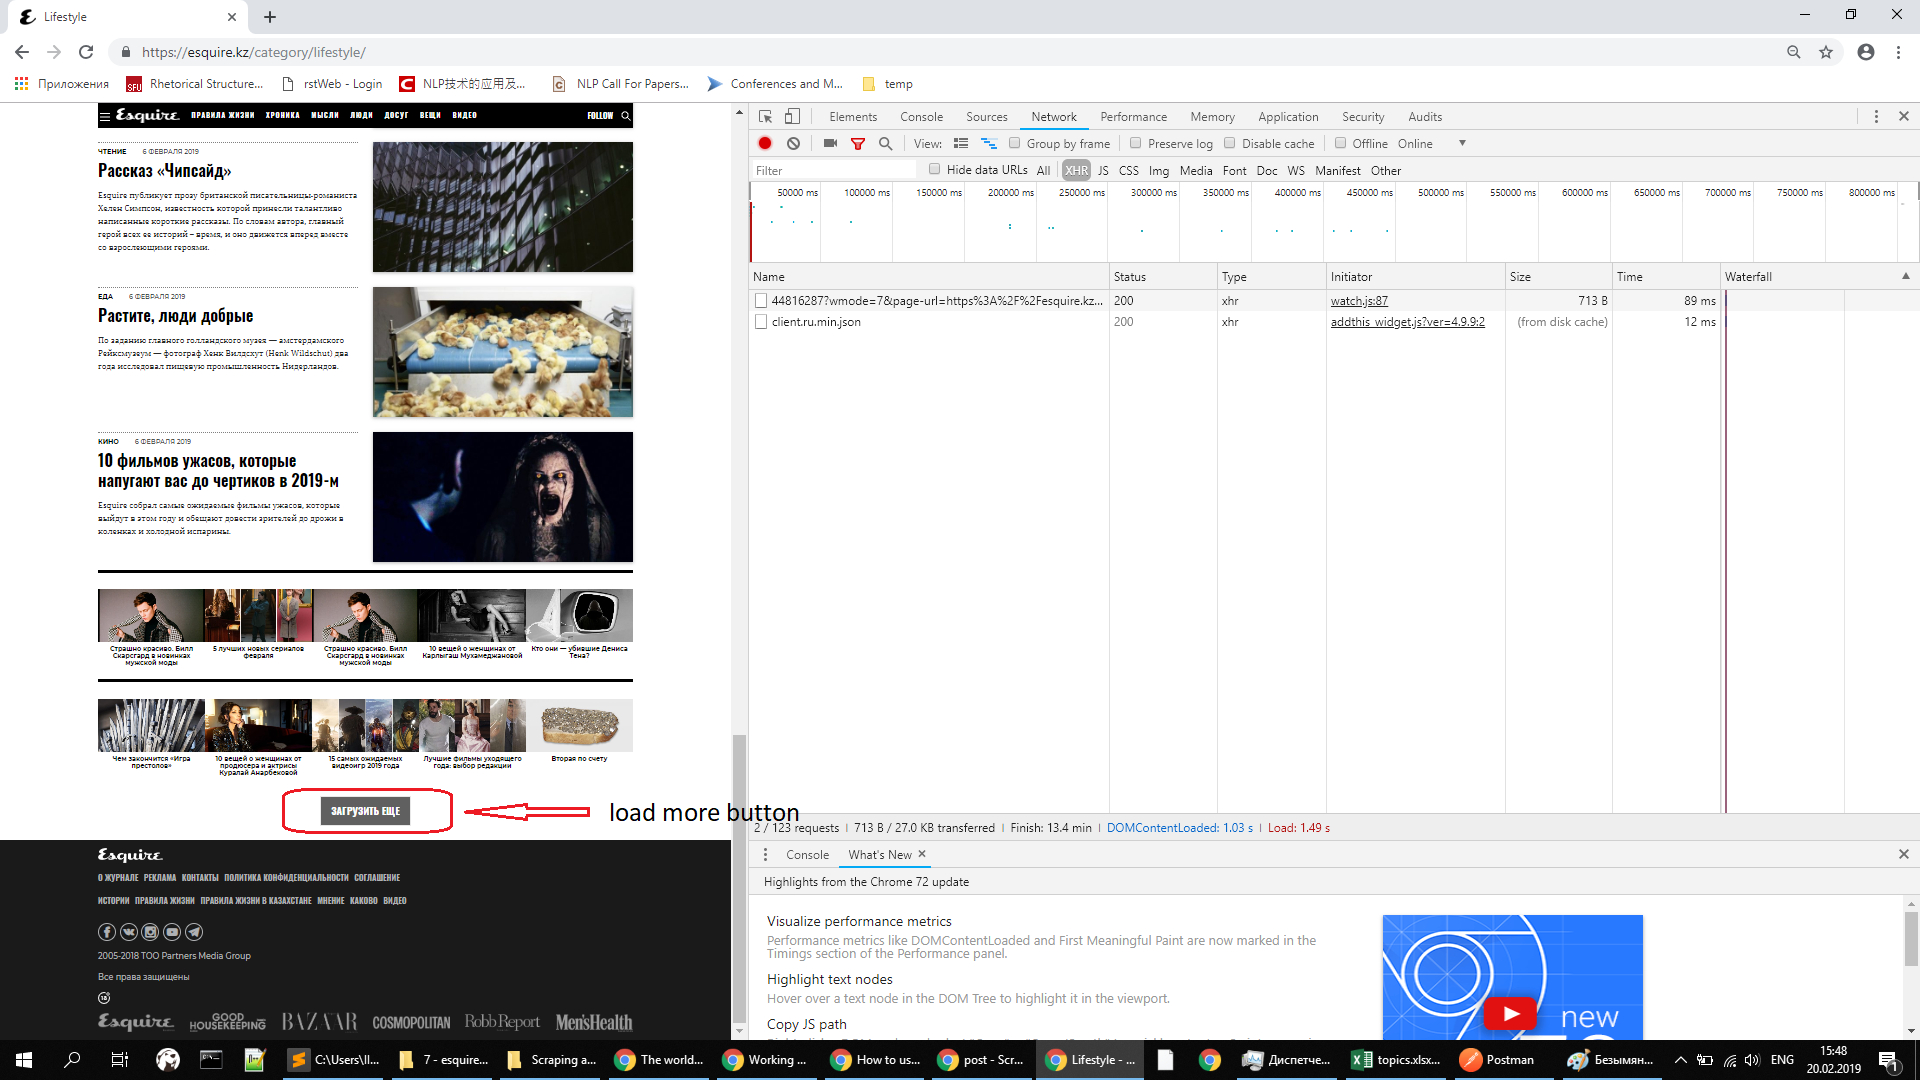 Lifestyle
https://esquire.kz/category/lifestyle/
Приложения
SFU
Rhetorical Structure...
rstWeb - Login
NLP技术的应用及...
NLP Call For Papers...
Conferences and M...
temp
Esquire
ПРАВИЛА ЖИЗНИ ХРОНИКА МЫСЛИ ЛЮДИ ДОСУГ ВЕЩИ ВИДЕО
FOLLOW
ЧТЕНИЕ 6 ФЕВРАЛЯ 2019
Рассказ «Чипсайд»
Esquire публикует прозу британской писательницы-романиста
Хелен Симпсон, известность которой принесли талантливо
написанные короткие рассказы. По словам автора, главный
герой всех ее историй – время, и оно движется вперед вместе
со взрослеющими героями.
ЕДА 6 ФЕВРАЛЯ 2019
Растите, люди добрые
По заданию главного голландского музея — амстердамского
Рейксмузеум — фотограф Хенк Вилдсхут (Henk Wildschut) два
года исследовал пищевую промышленность Нидерландов.
КИНО 6 ФЕВРАЛЯ 2019
10 фильмов ужасов, которые
напугают вас до чертиков в 2019-м
Esquire собрал самые ожидаемые фильмы ужасов, которые
выйдут в этом году и обещают довести зрителей до дрожи в
коленках и холодной испарины.
Страшно красиво. Билл
Скарсгард в новинках
мужской моды
5 лучших новых сериалов
февраля
Страшно красиво. Билл
Скарсгард в новинках
мужской моды
10 вещей о женщинах от
Карлыгаш Мухамеджановой
Кто они — убившие Дениса
Тена?
Чем закончится «Игра
престолов»
10 вещей о женщинах от
продюсера и актрисы
Куралай Анарбековой
15 самых ожидаемых
видеоигр 2019 года
Лучшие фильмы уходящего
года: выбор редакции
Вторая по счету
ЗАГРУЗИТЬ ЕЩЕ
load more button
Esquire
О ЖУРНАЛЕ РЕКЛАМА КОНТАКТЫ ПОЛИТИКА КОНФИДЕНЦИАЛЬНОСТИ СОГЛАШЕНИЕ
ИСТОРИИ ПРАВИЛА ЖИЗНИ ПРАВИЛА ЖИЗНИ В КАЗАХСТАНЕ МНЕНИЕ КАКОВО ВИДЕО
2005-2018 ТОО Partners Media Group
Все права защищены
18
Esquire GOOD HOUSEKEEPING BAZAAR COSMOPOLITAN Robb Report Men'sHealth
Elements Console Sources Network Performance Memory Application Security Audits
View: Group by frame Preserve log Disable cache Offline Online
Filter Hide data URLs All XHR JS CSS Img Media Font Doc WS Manifest Other
50000 ms 100000 ms 150000 ms 200000 ms 250000 ms 300000 ms 350000 ms 400000 ms 450000 ms 500000 ms 550000 ms 600000 ms 650000 ms 700000 ms 750000 ms 800000 ms
Name Status Type Initiator Size Time Waterfall
44816287?wmode=7&page-url=https%3A%2F%2Fesquire.kz... 200 xhr watch.js:87 713 B 89 ms
client.ru.min.json 200 xhr addthis_widget.js?ver=4.9.9:2 (from disk cache) 12 ms
2 / 123 requests 713 B / 27.0 KB transferred Finish: 13.4 min DOMContentLoaded: 1.03 s Load: 1.49 s
Console What's New
Highlights from the Chrome 72 update
Visualize performance metrics
Performance metrics like DOMContentLoaded and First Meaningful Paint are now marked in the
Timings section of the Performance panel.
Highlight text nodes
Hover over a text node in the DOM Tree to highlight it in the viewport.
Copy JS path
new
C:\Users\Il... 7 - esquire... Scraping a... The world... Working ... How to us... post - Scr... Lifestyle - ... Диспетче... topics.xlsx... Postman Безымян...
ENG
15:48
20.02.2019
1